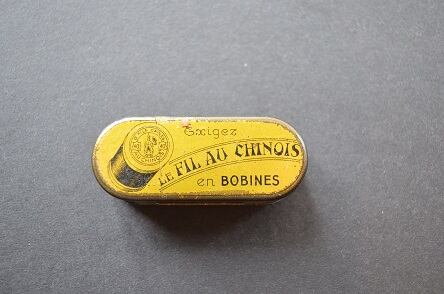 Exigez
LE FIL AU CHINOIS
en BOBINES